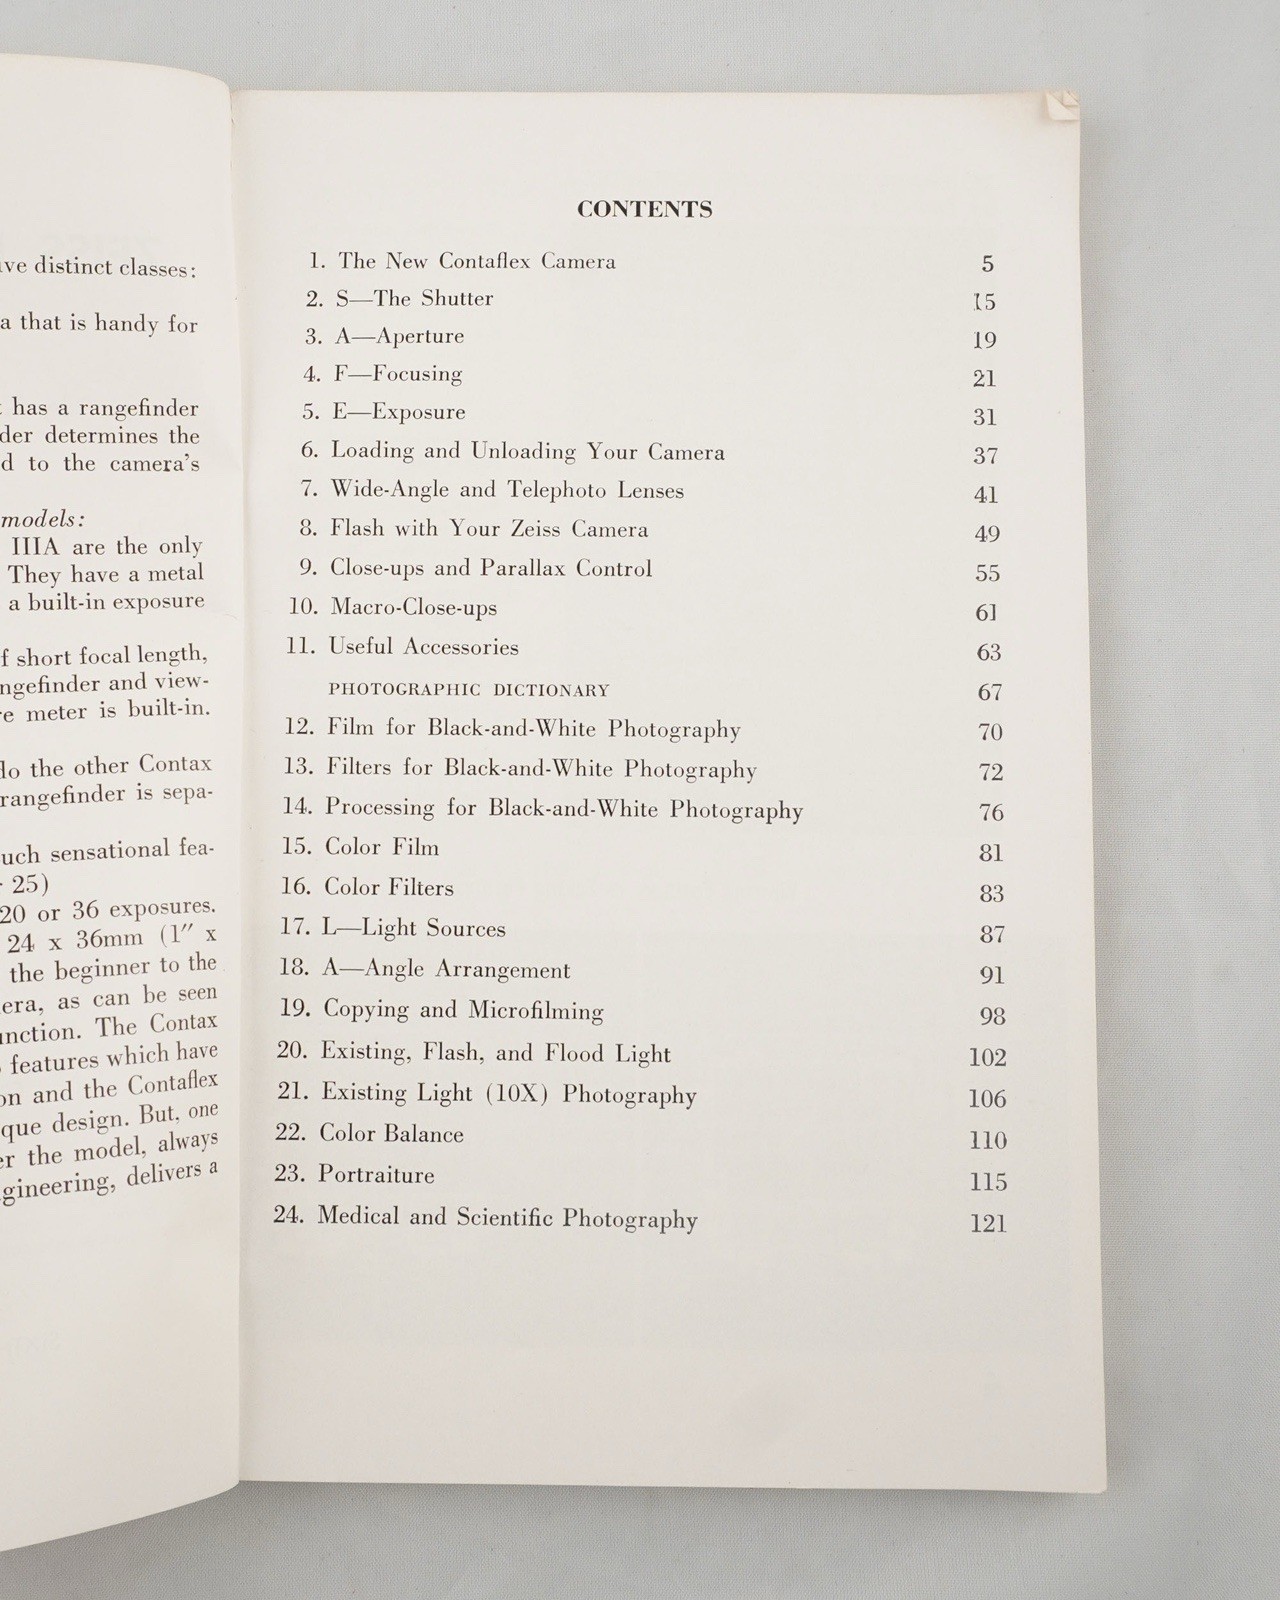 ve distinct classes:
a that is handy for
has a rangefinder
der determines the
d to the camera's
models:
IIIA are the only
They have a metal
a built-in exposure
f short focal length,
ngefinder and view-
re meter is built-in.
lo the other Contax
rangefinder is sepa-
uch sensational fea-
25)
20 or 36 exposures.
24 x 36mm (1″ x
the beginner to the
era, as can be seen
unction. The Contax
features which have
on and the Contaflex
que design. But, one
er the model, always
gineering, delivers a
CONTENTS
1. The New Contaflex Camera 5
2. S—The Shutter 15
3. A—Aperture 19
4. F—Focusing 21
5. E—Exposure 31
6. Loading and Unloading Your Camera 37
7. Wide-Angle and Telephoto Lenses 41
8. Flash with Your Zeiss Camera 49
9. Close-ups and Parallax Control 55
10. Macro-Close-ups 61
11. Useful Accessories 63
PHOTOGRAPHIC DICTIONARY 67
12. Film for Black-and-White Photography 70
13. Filters for Black-and-White Photography 72
14. Processing for Black-and-White Photography 76
15. Color Film 81
16. Color Filters 83
17. L—Light Sources 87
18. A—Angle Arrangement 91
19. Copying and Microfilming 98
20. Existing, Flash, and Flood Light 102
21. Existing Light (10X) Photography 106
22. Color Balance 110
23. Portraiture 115
24. Medical and Scientific Photography 121